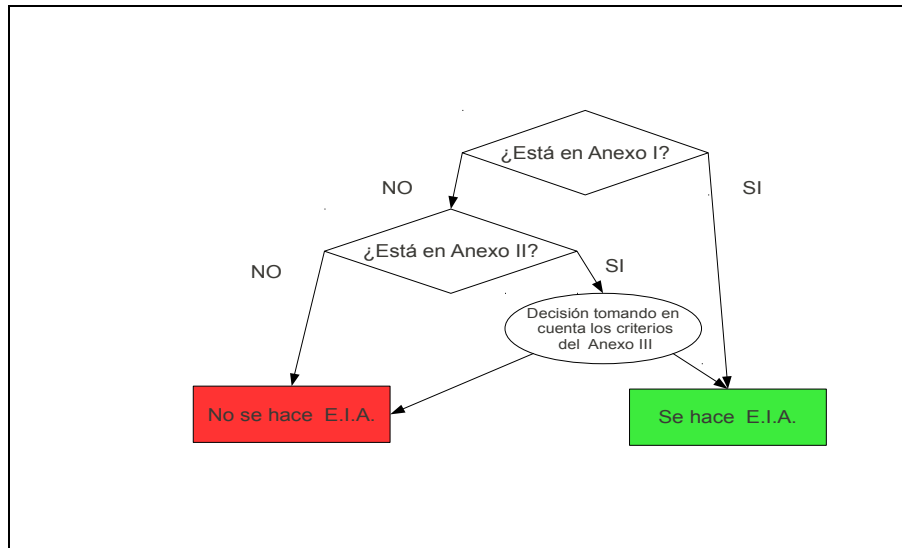 ¿Está en Anexo I?
NO
SI
¿Está en Anexo II?
NO
SI
Decisión tomando en
cuenta los criterios
del Anexo III
No se hace E.I.A.
Se hace E.I.A.